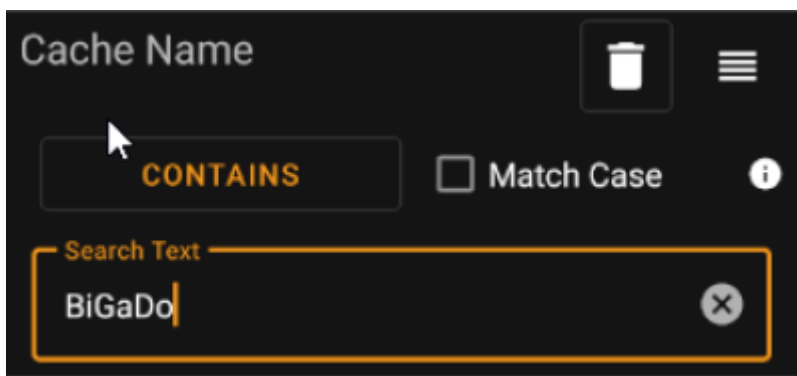 Cache Name
CONTAINS
Match Case
Search Text
BiGaDo